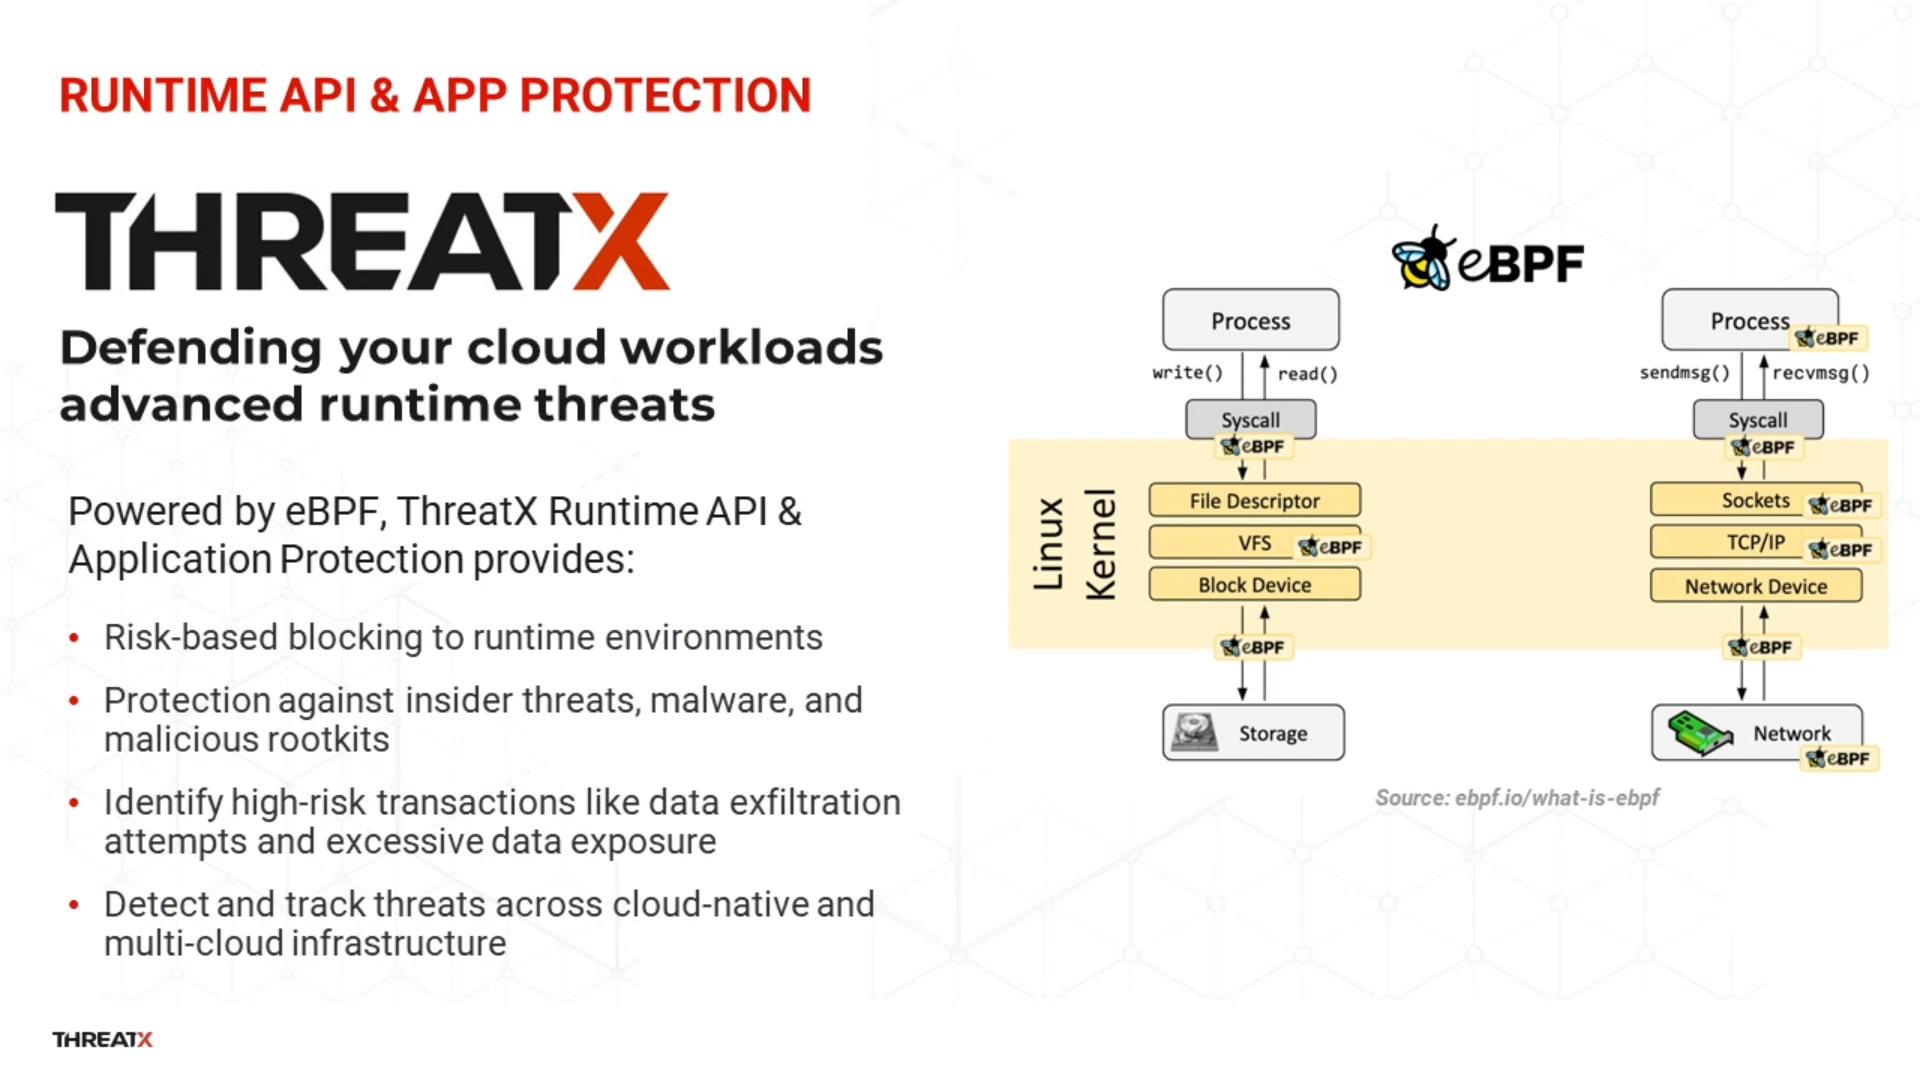 RUNTIME API & APP PROTECTION
THREATX
Defending your cloud workloads
advanced runtime threats
Powered by eBPF, ThreatX Runtime API &
Application Protection provides:
• Risk-based blocking to runtime environments
• Protection against insider threats, malware, and
malicious rootkits
• Identify high-risk transactions like data exfiltration
attempts and excessive data exposure
• Detect and track threats across cloud-native and
multi-cloud infrastructure
eBPF
Process
write()
read()
Syscall
eBPF
Linux
Kernel
File Descriptor
VFS
eBPF
Block Device
eBPF
Storage
Process
eBPF
sendmsg()
recvmsg()
Syscall
eBPF
Sockets
eBPF
TCP/IP
eBPF
Network Device
eBPF
Network
eBPF
Source: ebpf.io/what-is-ebpf
THREATX